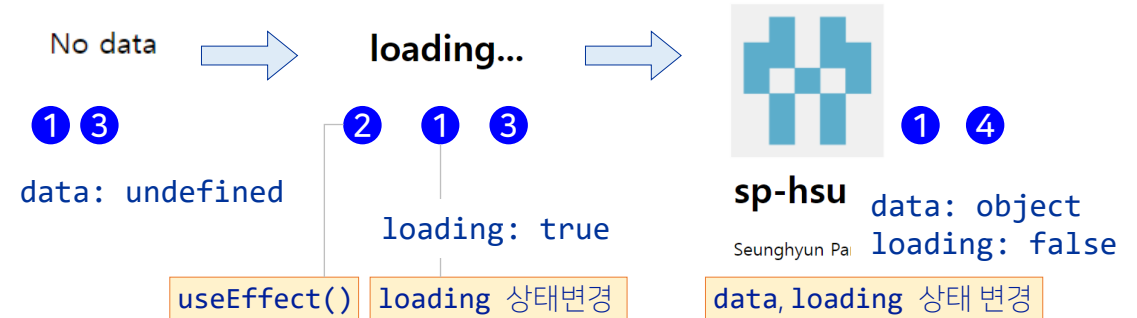 No data
loading...
1 3
2 1 3
1 4
data: undefined
loading: true
sp-hsu
Seunghyun Pa
data: object
loading: false
useEffect()
loading 상태변경
data, loading 상태 변경